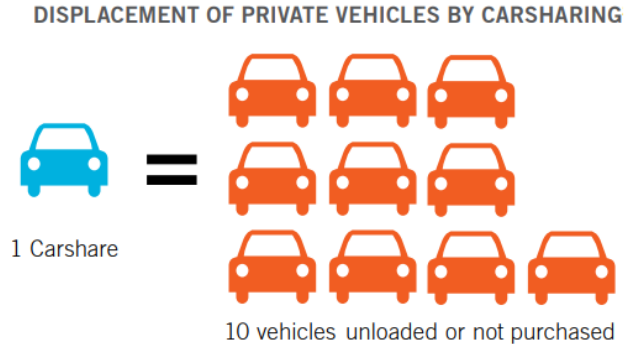 DISPLACEMENT OF PRIVATE VEHICLES BY CARSHARING
=
1 Carshare
10 vehicles unloaded or not purchased